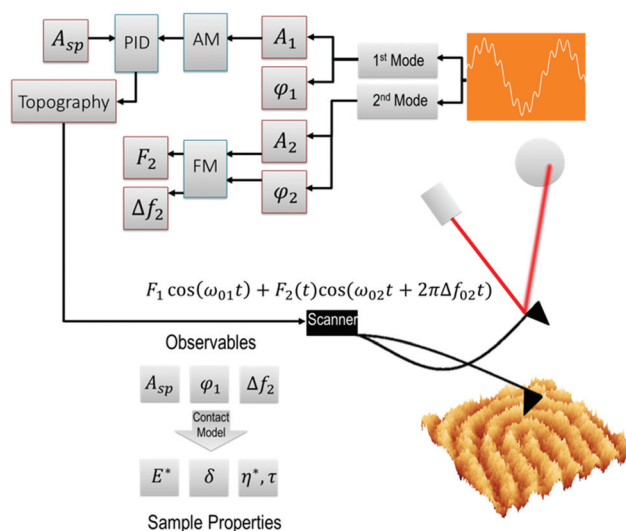 A_sp PID AM A_1 1st Mode
φ_1 2nd Mode
Topography
F_2 FM A_2
Δf_2 φ_2
F_1 cos(ω_01 t) + F_2(t)cos(ω_02 t + 2πΔf_02 t)
Scanner
Observables
A_sp φ_1 Δf_2
Contact
Model
E* δ η*, τ
Sample Properties